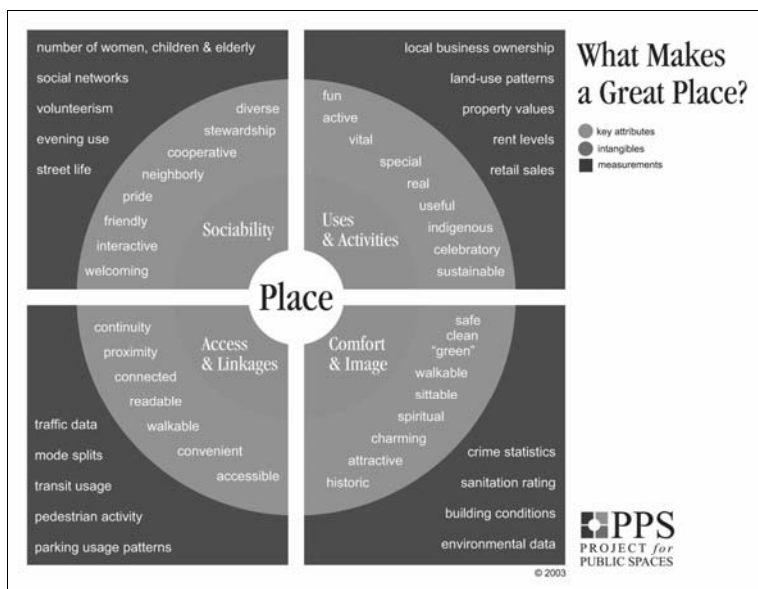 What Makes
a Great Place?
key attributes
intangibles
measurements
number of women, children & elderly
social networks
volunteerism
evening use
street life
diverse
stewardship
cooperative
neighborly
pride
friendly
interactive
welcoming
Sociability
local business ownership
land-use patterns
property values
rent levels
retail sales
fun
active
vital
special
real
useful
indigenous
celebratory
sustainable
Uses
& Activities
Place
continuity
proximity
connected
readable
walkable
convenient
accessible
Access
& Linkages
traffic data
mode splits
transit usage
pedestrian activity
parking usage patterns
Comfort
& Image
safe
clean
"green"
walkable
sittable
spiritual
charming
attractive
historic
crime statistics
sanitation rating
building conditions
environmental data
PPS
PROJECT for
PUBLIC SPACES
© 2003